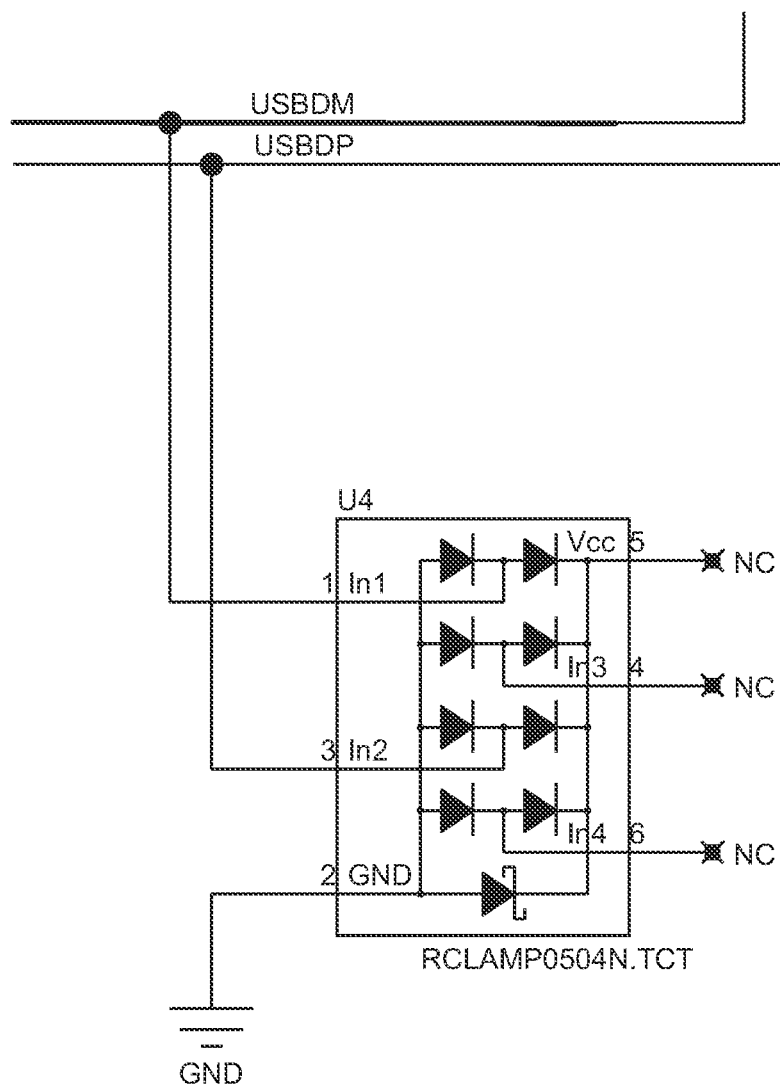 USBDM
USBDP
U4
Vcc 5
NC
1 In1
In3 4
NC
3 In2
In4 6
NC
2 GND
RCLAMP0504N.TCT
GND